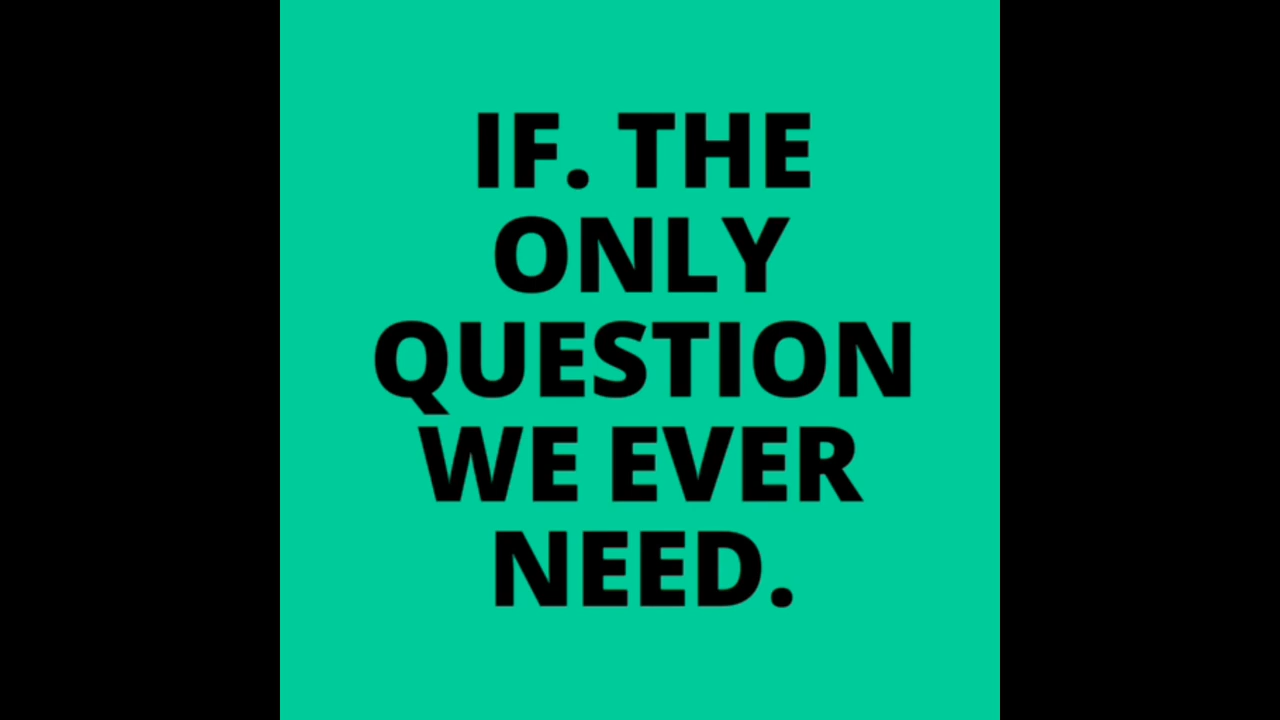 IF. THE
ONLY
QUESTION
WE EVER
NEED.